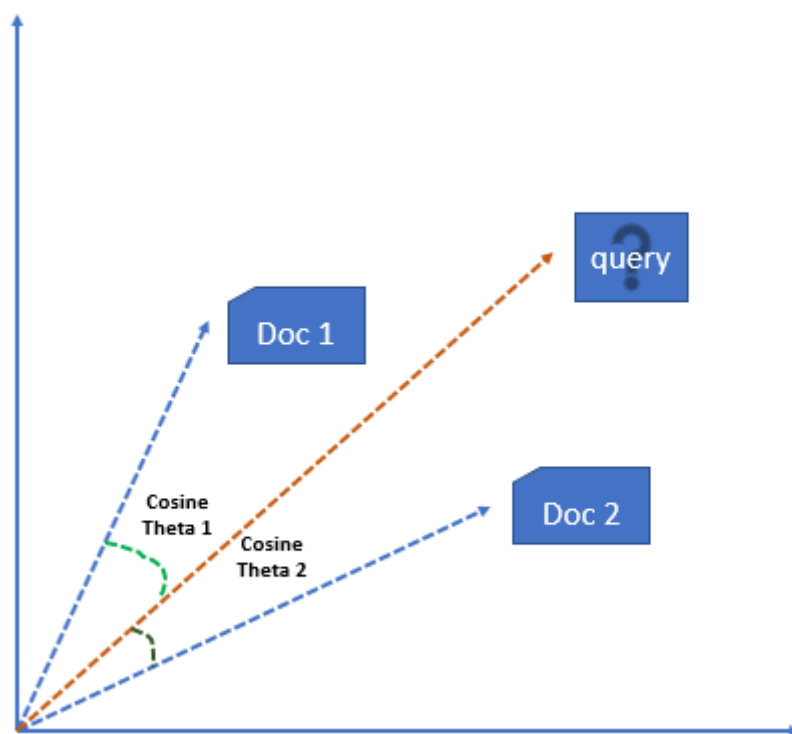 query
Doc 1
Cosine
Theta 1
Doc 2
Cosine
Theta 2